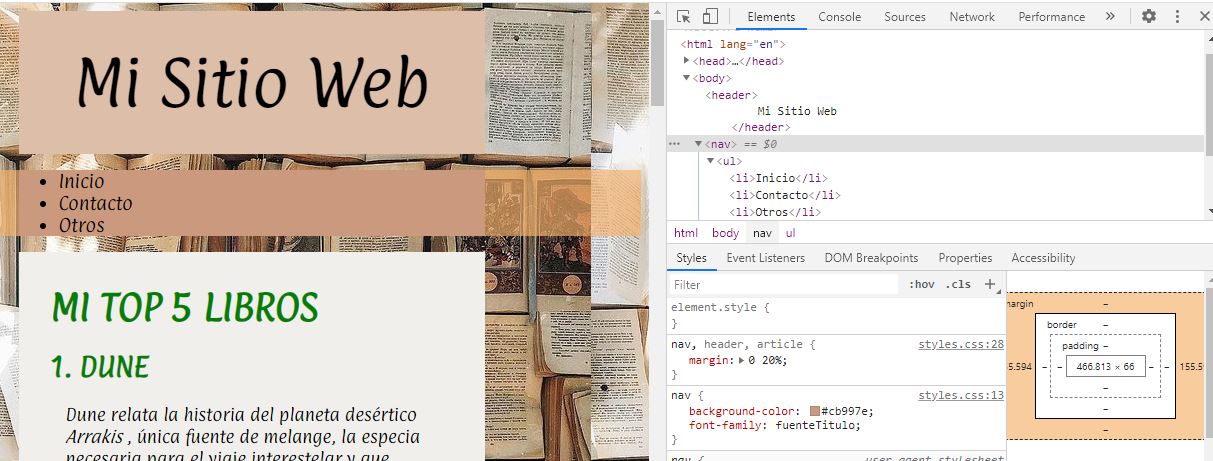 Mi Sitio Web
Inicio
Contacto
Otros
MI TOP 5 LIBROS
1. DUNE
Dune relata la historia del planeta desértico
Arrakis , única fuente de melange, la especia
necesaria para el viaje interestelar y que
Elements Console Sources Network Performance »
<html lang="en">
<head>…</head>
<body>
<header>
Mi Sitio Web
</header>
<nav> == $0
<ul>
<li>Inicio</li>
<li>Contacto</li>
<li>Otros</li>
html body nav ul
Styles Event Listeners DOM Breakpoints Properties Accessibility
Filter :hov .cls +
element.style {
}
nav, header, article { styles.css:28
margin: 0 20%;
}
nav { styles.css:13
background-color: #cb997e;
font-family: fuenteTitulo;
}
nav { user agent stylesheet
margin –
border –
padding –
5.594 – – 466.813 × 66 – – 155.5
–
–
–